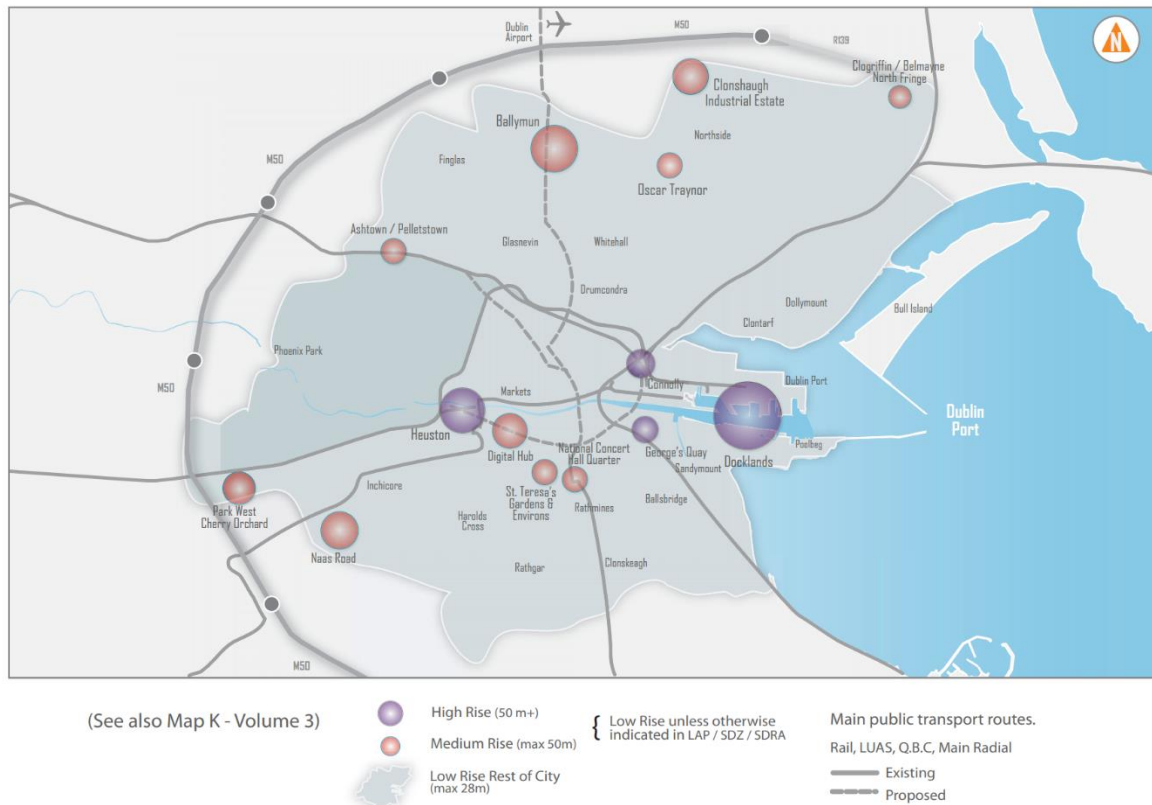 Dublin
Airport
M50
R139
N
Clogriffin / Belmayne
North Fringe
Clonshaugh
Industrial Estate
Ballymun
Northside
Finglas
M50
Oscar Traynor
Ashtown / Pelletstown
Glasnevin
Whitehall
Drumcondra
Dollymount
Bull Island
Clontarf
Phoenix Park
M50
Connolly
Dublin Port
Markets
Heuston
Digital Hub
National Concert
Hall Quarter
George's Quay
Sandymount
Docklands
Poolbeg
Dublin
Port
Inchicore
St. Teresa's
Gardens &
Environs
Rathmines
Ballsbridge
Park West
Cherry Orchard
Harolds
Cross
Naas Road
Rathgar
Clonskeagh
M50
(See also Map K - Volume 3)
High Rise (50 m+)
Medium Rise (max 50m)
Low Rise Rest of City
(max 28m)
{ Low Rise unless otherwise
indicated in LAP / SDZ / SDRA
Main public transport routes.
Rail, LUAS, Q.B.C, Main Radial
Existing
Proposed